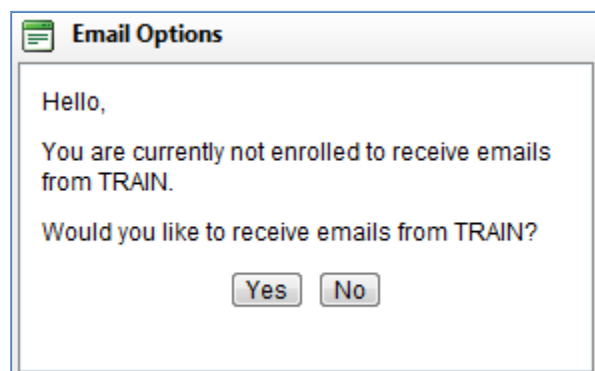 Email Options
Hello,
You are currently not enrolled to receive emails
from TRAIN.
Would you like to receive emails from TRAIN?
Yes No